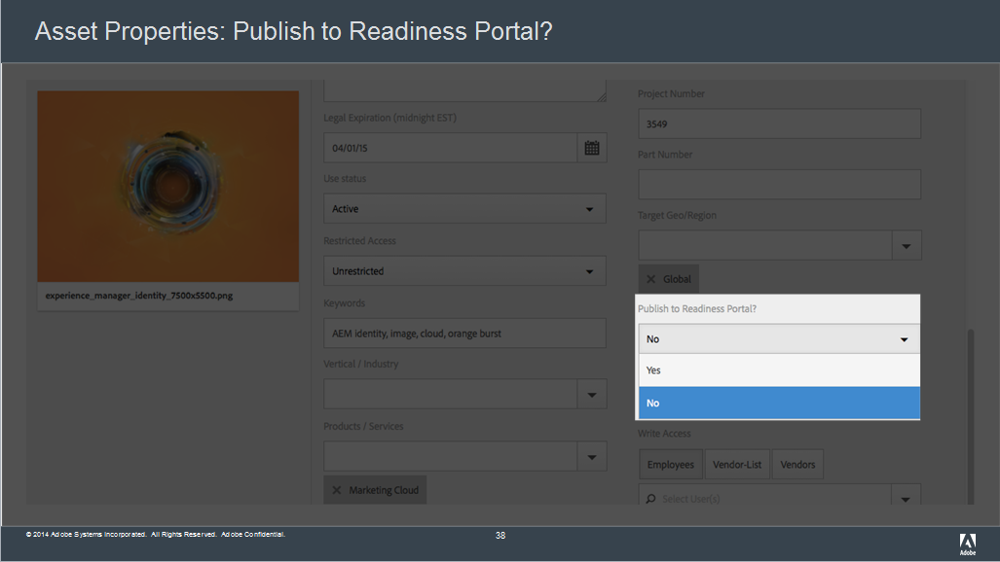 Asset Properties: Publish to Readiness Portal?
experience_manager_identity_7500x5500.png
Legal Expiration (midnight EST)
04/01/15
Use status
Active
Restricted Access
Unrestricted
Keywords
AEM identity, image, cloud, orange burst
Vertical / Industry
Products / Services
Marketing Cloud
Project Number
3549
Part Number
Target Geo/Region
Global
Publish to Readiness Portal?
No
Yes
No
Write Access
Employees Vendor-List Vendors
Select User(s)
© 2014 Adobe Systems Incorporated. All Rights Reserved. Adobe Confidential.
38
Adobe